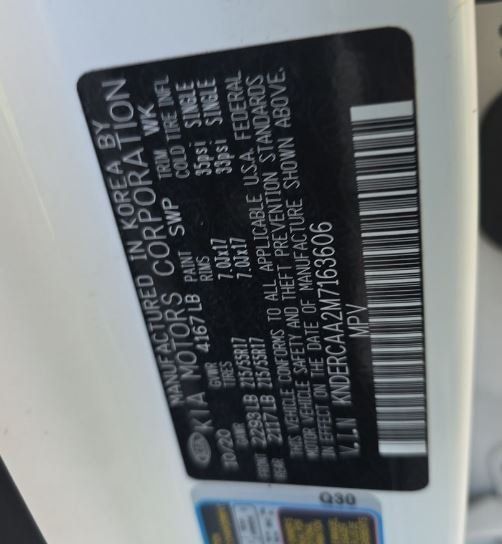 MANUFACTURED IN KOREA BY
KIA MOTORS CORPORATION
10/20 GVWR 4167LB PAINT SWP TRIM WK
GAWR TIRES RIMS COLD TIRE INFL
FRONT 2293LB 215/55R17 7.0Jx17 35psi SINGLE
REAR 2211LB 215/55R17 7.0Jx17 33psi SINGLE
THIS VEHICLE CONFORMS TO ALL APPLICABLE U.S.A. FEDERAL
MOTOR VEHICLE SAFETY AND THEFT PREVENTION STANDARDS
IN EFFECT ON THE DATE OF MANUFACTURE SHOWN ABOVE.
V.I.N KNDERCAA2M7163606
MPV
Q30